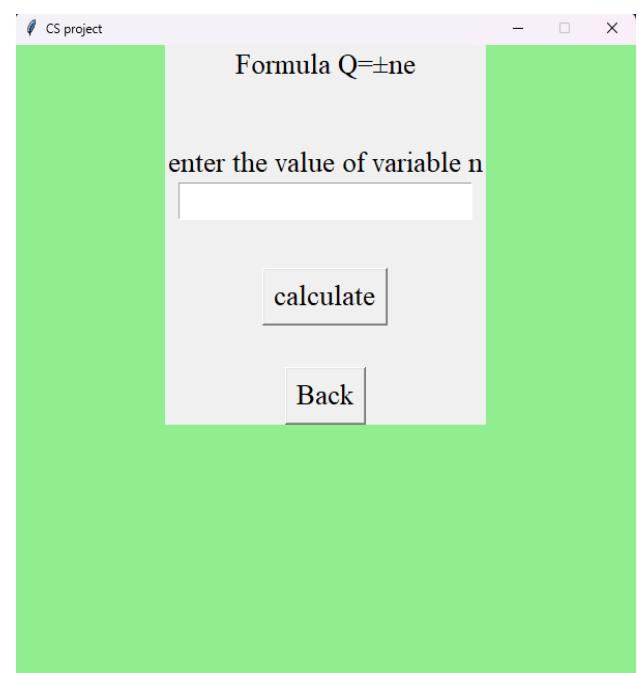 CS project
Formula Q=±ne
enter the value of variable n
calculate
Back